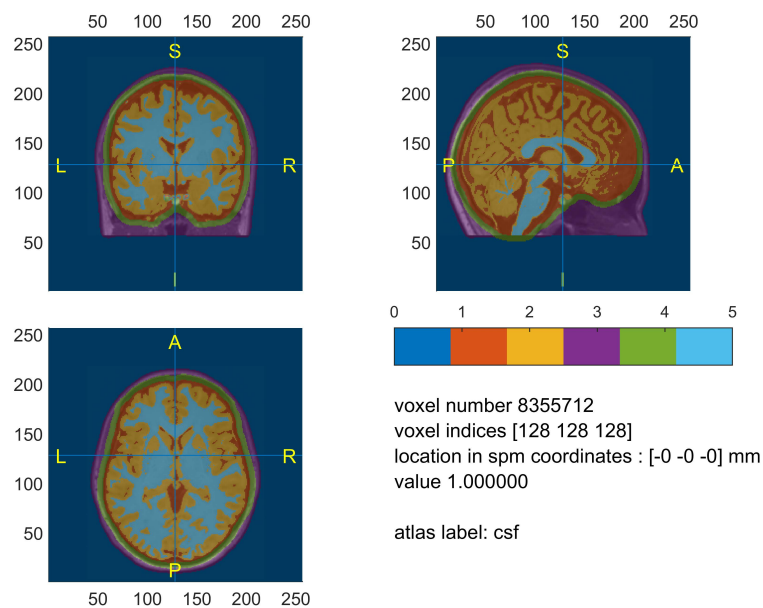 50 100 150 200 250
50 100 150 200 250
250
200
150
100
50
S
L
R
I
250
200
150
100
50
S
P
A
I
0 1 2 3 4 5
250
200
150
100
50
A
L
R
P
50 100 150 200 250
voxel number 8355712
voxel indices [128 128 128]
location in spm coordinates : [-0 -0 -0] mm
value 1.000000
atlas label: csf